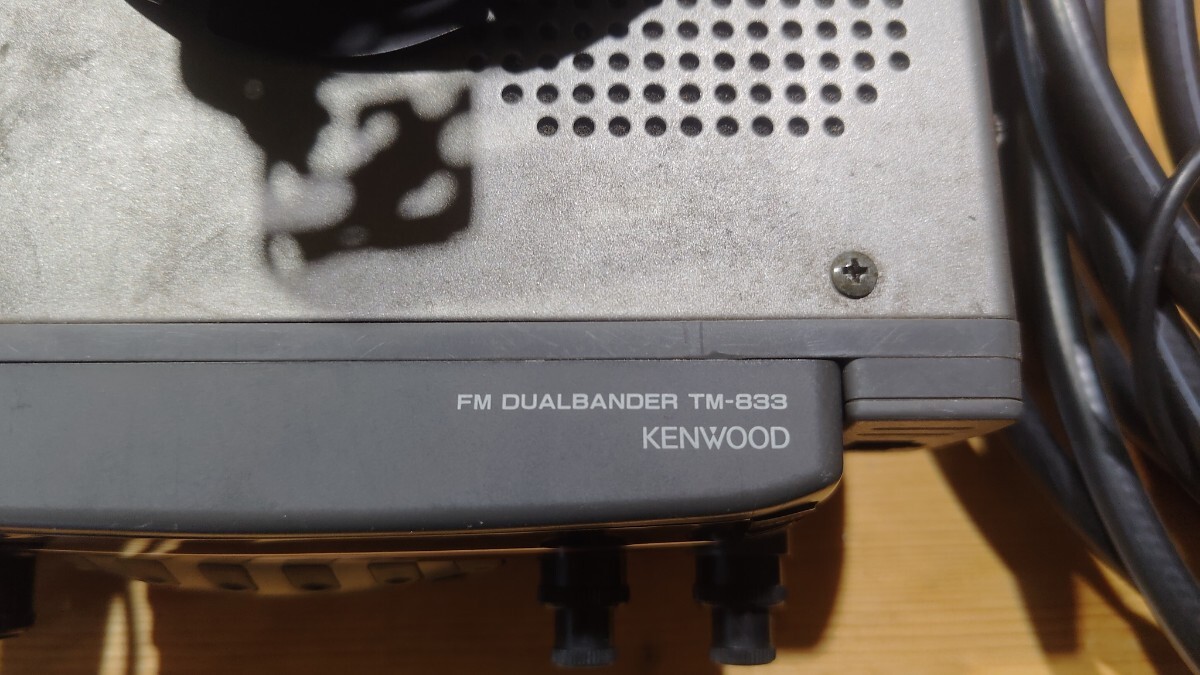 FM DUALBANDER TM-833
KENWOOD